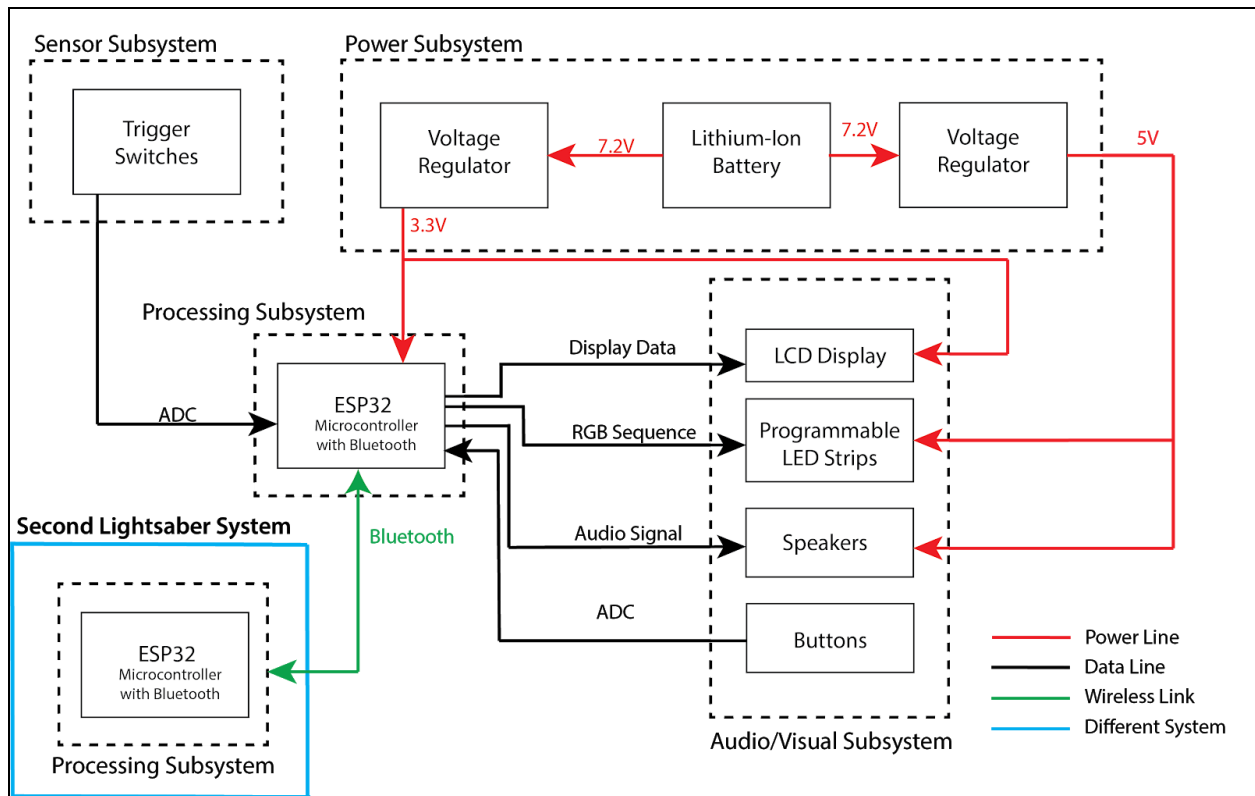 Sensor Subsystem
Power Subsystem
Trigger
Switches
Voltage
Regulator
7.2V
Lithium-Ion
Battery
7.2V
Voltage
Regulator
5V
3.3V
Processing Subsystem
ESP32
Microcontroller
with Bluetooth
ADC
Display Data
LCD Display
RGB Sequence
Programmable
LED Strips
Audio Signal
Speakers
ADC
Buttons
Audio/Visual Subsystem
Bluetooth
Second Lightsaber System
ESP32
Microcontroller
with Bluetooth
Processing Subsystem
Power Line
Data Line
Wireless Link
Different System